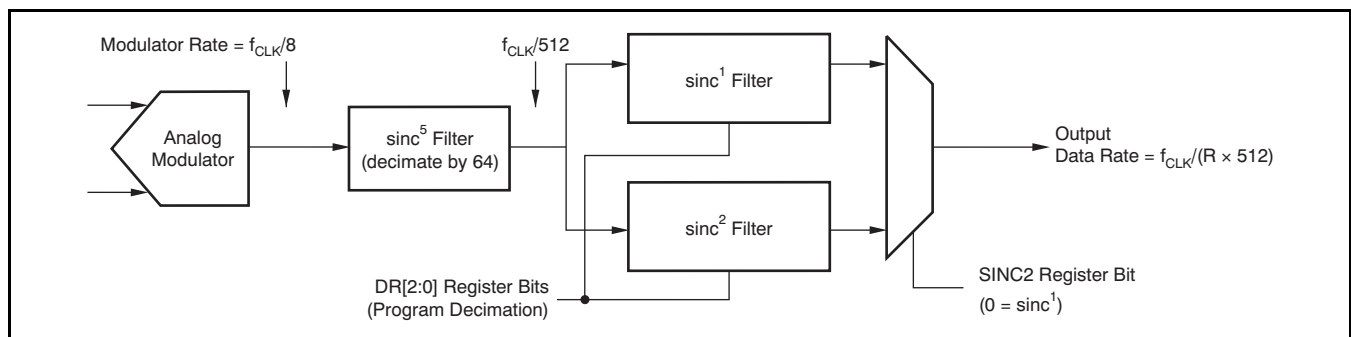 Modulator Rate = fCLK/8
fCLK/512
Analog
Modulator
sinc5 Filter
(decimate by 64)
sinc1 Filter
sinc2 Filter
Output
Data Rate = fCLK/(R × 512)
DR[2:0] Register Bits
(Program Decimation)
SINC2 Register Bit
(0 = sinc1)